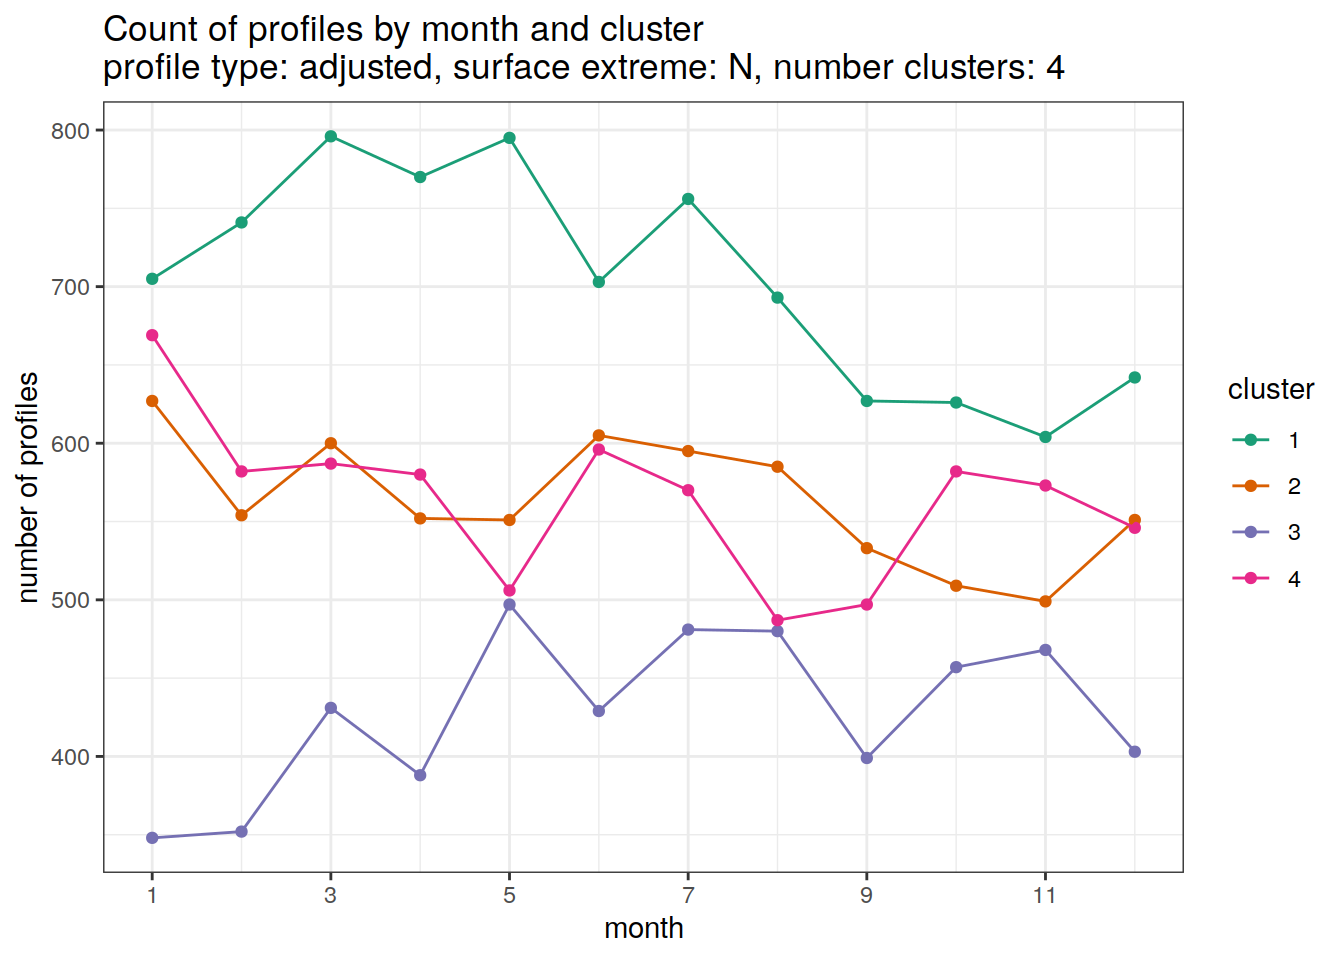 Count of profiles by month and cluster
profile type: adjusted, surface extreme: N, number clusters: 4
800
700
600
500
400
number of profiles
1 3 5 7 9 11
month
cluster
1
2
3
4